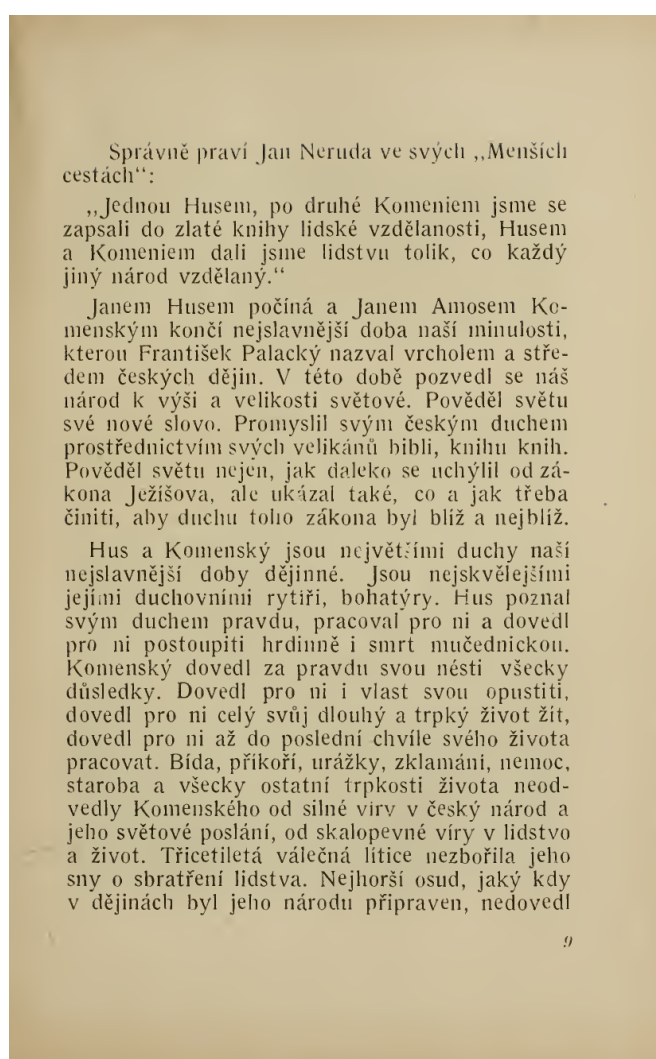 Správně praví Jan Neruda ve svých ,,Menších
cestách“:
,,Jednou Husem, po druhé Komeniem jsme se
zapsali do zlaté knihy lidské vzdělanosti, Husem
a Komeniem dali jsme lidstvu tolik, co každý
jiný národ vzdělaný.“
Janem Husem počíná a Janem Amosem Ko-
menským končí nejslavnější doba naší minulosti,
kterou František Palacký nazval vrcholem a stře-
dem českých dějin. V této době pozvedl se náš
národ k výši a velikosti světové. Pověděl světu
své nové slovo. Promyslil svým českým duchem
prostřednictvím svých velikánů bibli, knihu knih.
Pověděl světu nejen, jak daleko se uchýlil od zá-
kona Ježíšova, ale ukázal také, co a jak třeba
činiti, aby duchu toho zákona byl blíž a nejblíž.
Hus a Komenský jsou největšími duchy naší
nejslavnější doby dějinné. Jsou nejskvělejšími
jejími duchovními rytíři, bohatýry. Hus poznal
svým duchem pravdu, pracoval pro ni a dovedl
pro ni postoupiti hrdinně i smrt mučednickou.
Komenský dovedl za pravdu svou nésti všecky
důsledky. Dovedl pro ni i vlast svou opustiti,
dovedl pro ni celý svůj dlouhý a trpký život žít,
dovedl pro ni až do poslední chvíle svého života
pracovat. Bída, příkoří, urážky, zklamáni, nemoc,
staroba a všecky ostatní trpkosti života neod-
vedly Komenského od silné víry v český národ a
jeho světové poslání, od skalopevné víry v lidstvo
a život. Třicetiletá válečná lítice nezbořila jeho
sny o sbratření lidstva. Nejhorší osud, jaký kdy
v dějinách byl jeho národu připraven, nedovedl
9